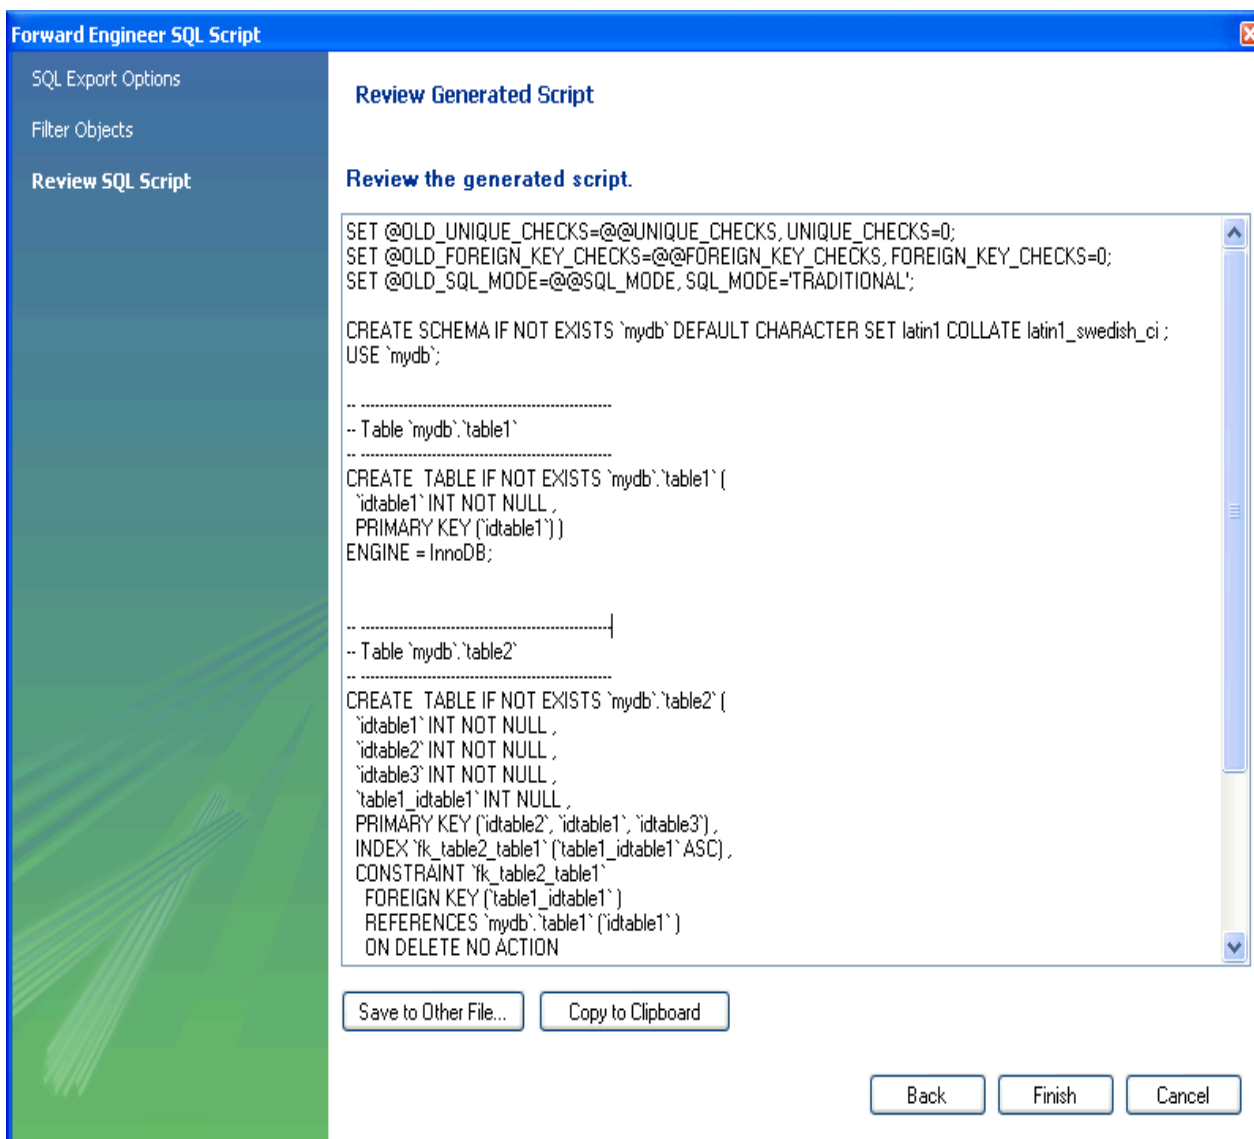 Forward Engineer SQL Script
SQL Export Options
Filter Objects
Review SQL Script
Review Generated Script
Review the generated script.
SET @OLD_UNIQUE_CHECKS=@@UNIQUE_CHECKS, UNIQUE_CHECKS=0;
SET @OLD_FOREIGN_KEY_CHECKS=@@FOREIGN_KEY_CHECKS, FOREIGN_KEY_CHECKS=0;
SET @OLD_SQL_MODE=@@SQL_MODE, SQL_MODE='TRADITIONAL';
CREATE SCHEMA IF NOT EXISTS `mydb` DEFAULT CHARACTER SET latin1 COLLATE latin1_swedish_ci ;
USE `mydb`;
-- -----------------------------------------------------
-- Table `mydb`.`table1`
-- -----------------------------------------------------
CREATE  TABLE IF NOT EXISTS `mydb`.`table1` (
  `idtable1` INT NOT NULL ,
  PRIMARY KEY (`idtable1`) )
ENGINE = InnoDB;
-- -----------------------------------------------------
-- Table `mydb`.`table2`
-- -----------------------------------------------------
CREATE  TABLE IF NOT EXISTS `mydb`.`table2` (
  `idtable1` INT NOT NULL ,
  `idtable2` INT NOT NULL ,
  `idtable3` INT NOT NULL ,
  `table1_idtable1` INT NULL ,
  PRIMARY KEY (`idtable2`, `idtable1`, `idtable3`) ,
  INDEX `fk_table2_table1` (`table1_idtable1` ASC) ,
  CONSTRAINT `fk_table2_table1`
    FOREIGN KEY (`table1_idtable1` )
    REFERENCES `mydb`.`table1` (`idtable1` )
    ON DELETE NO ACTION
Save to Other File...
Copy to Clipboard
Back
Finish
Cancel